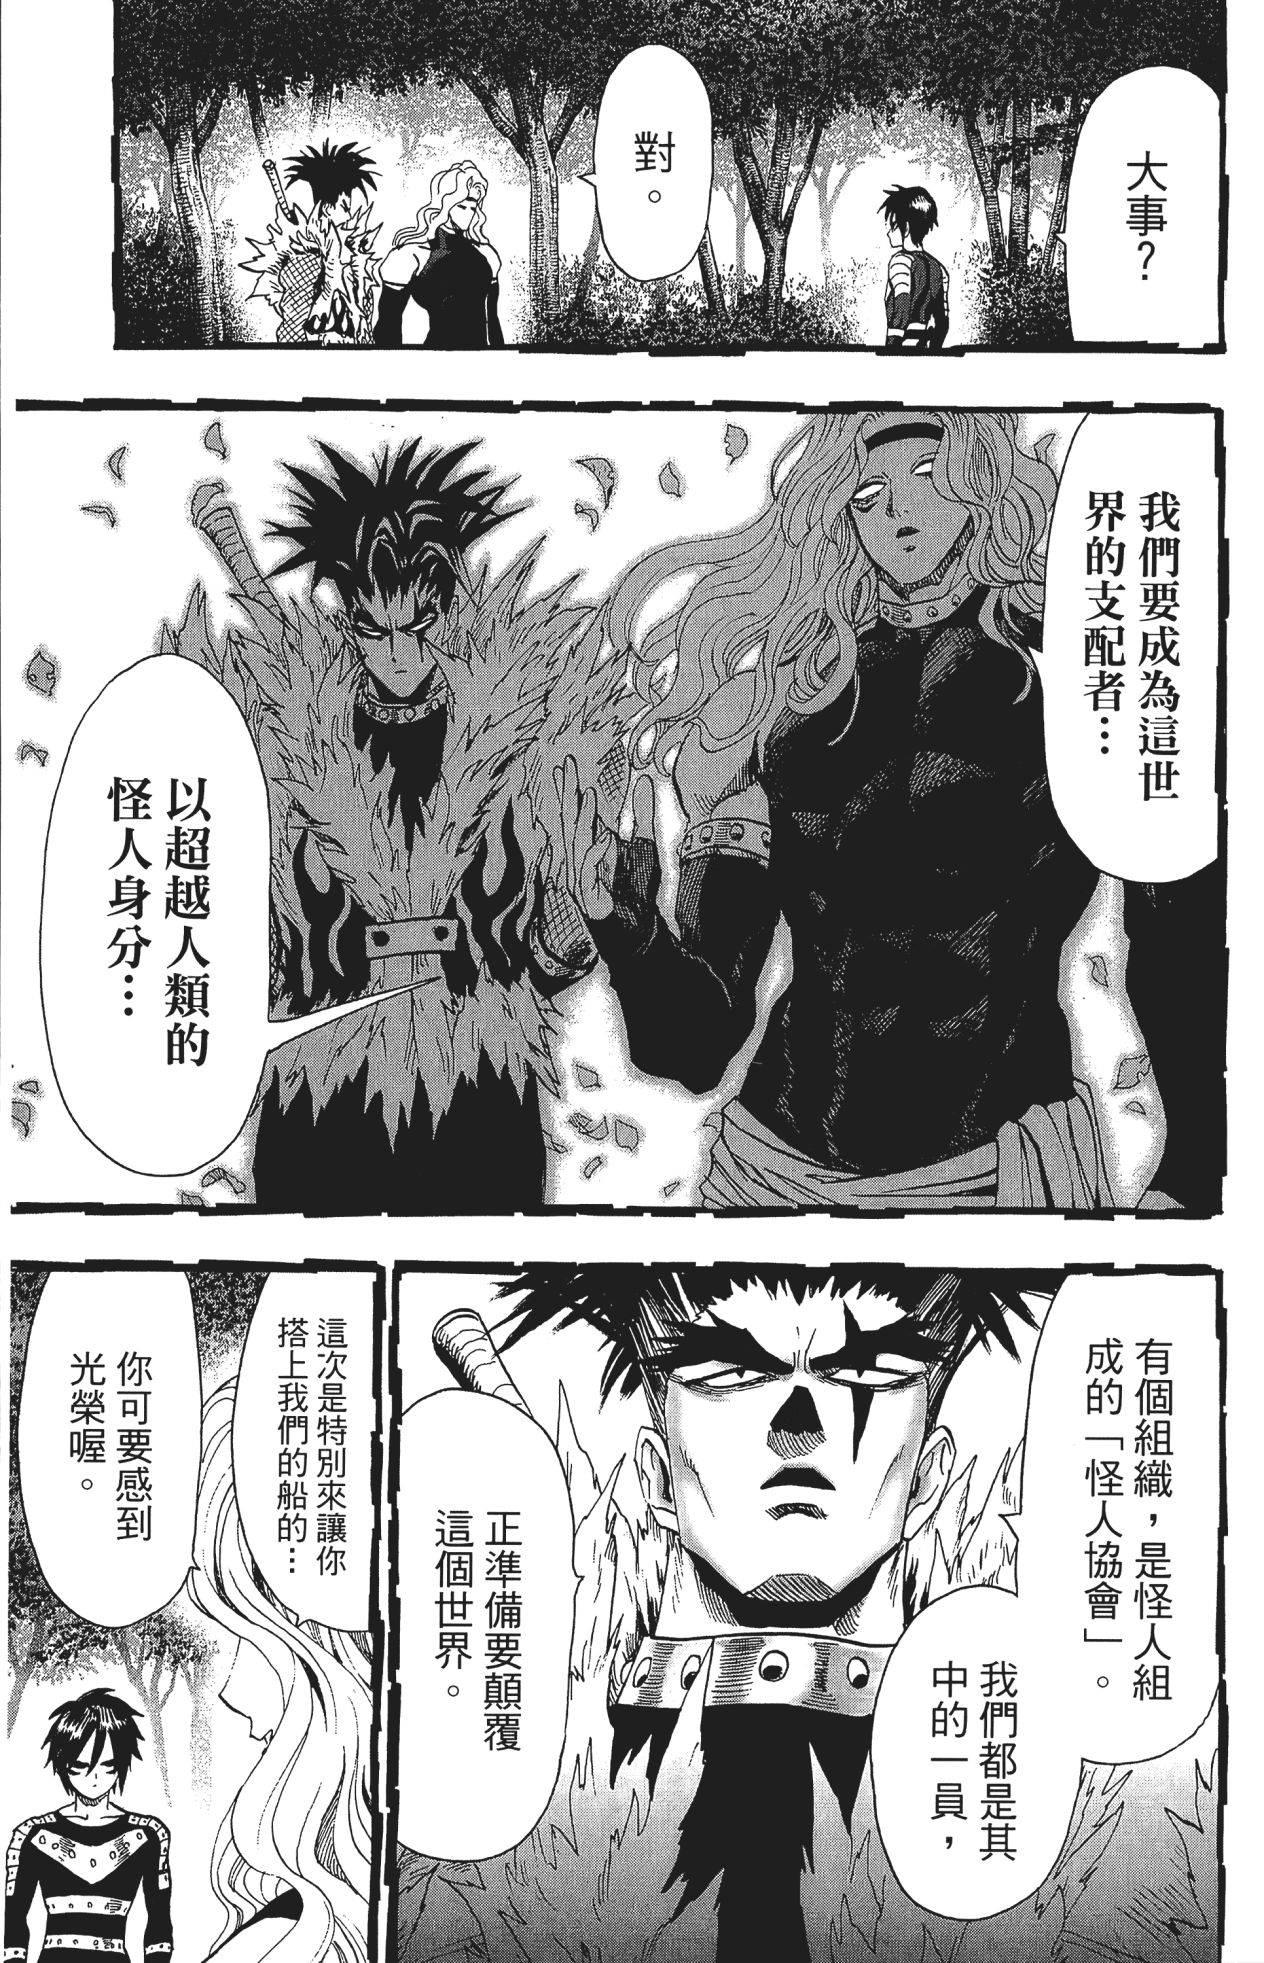 大事？
對。
我們要成為這世
界的支配者…
以超越人類的
怪人身分…
有個組織，是怪人組
成的「怪人協會」。
我們都是其
中的一員，
正準備要顛覆
這個世界。
這次是特別來讓你
搭上我們的船的…
你可要感到
光榮喔。